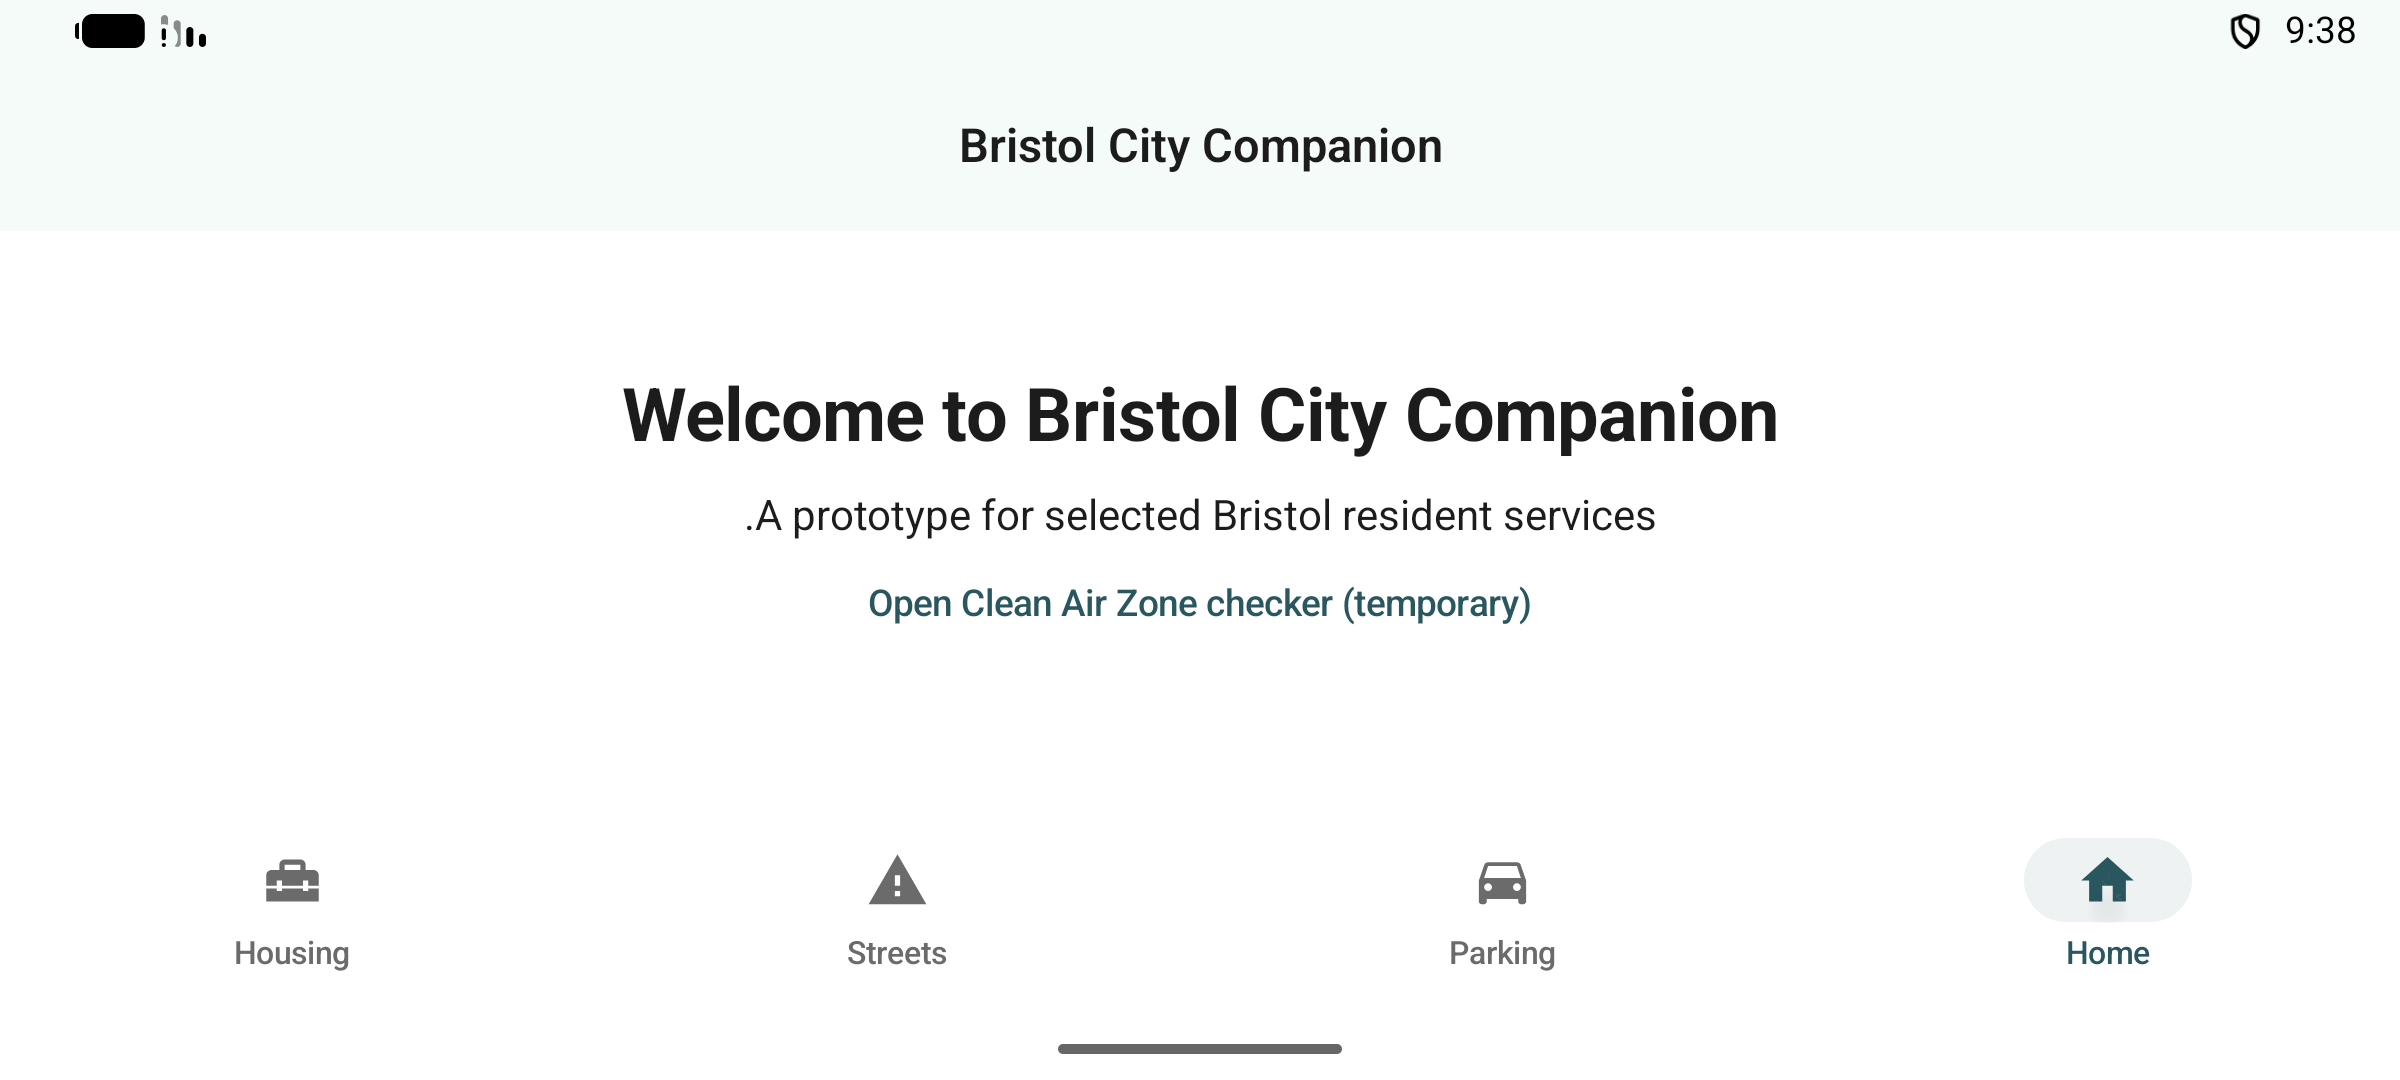 9:38
Bristol City Companion
Welcome to Bristol City Companion
.A prototype for selected Bristol resident services
Open Clean Air Zone checker (temporary)
Housing
Streets
Parking
Home